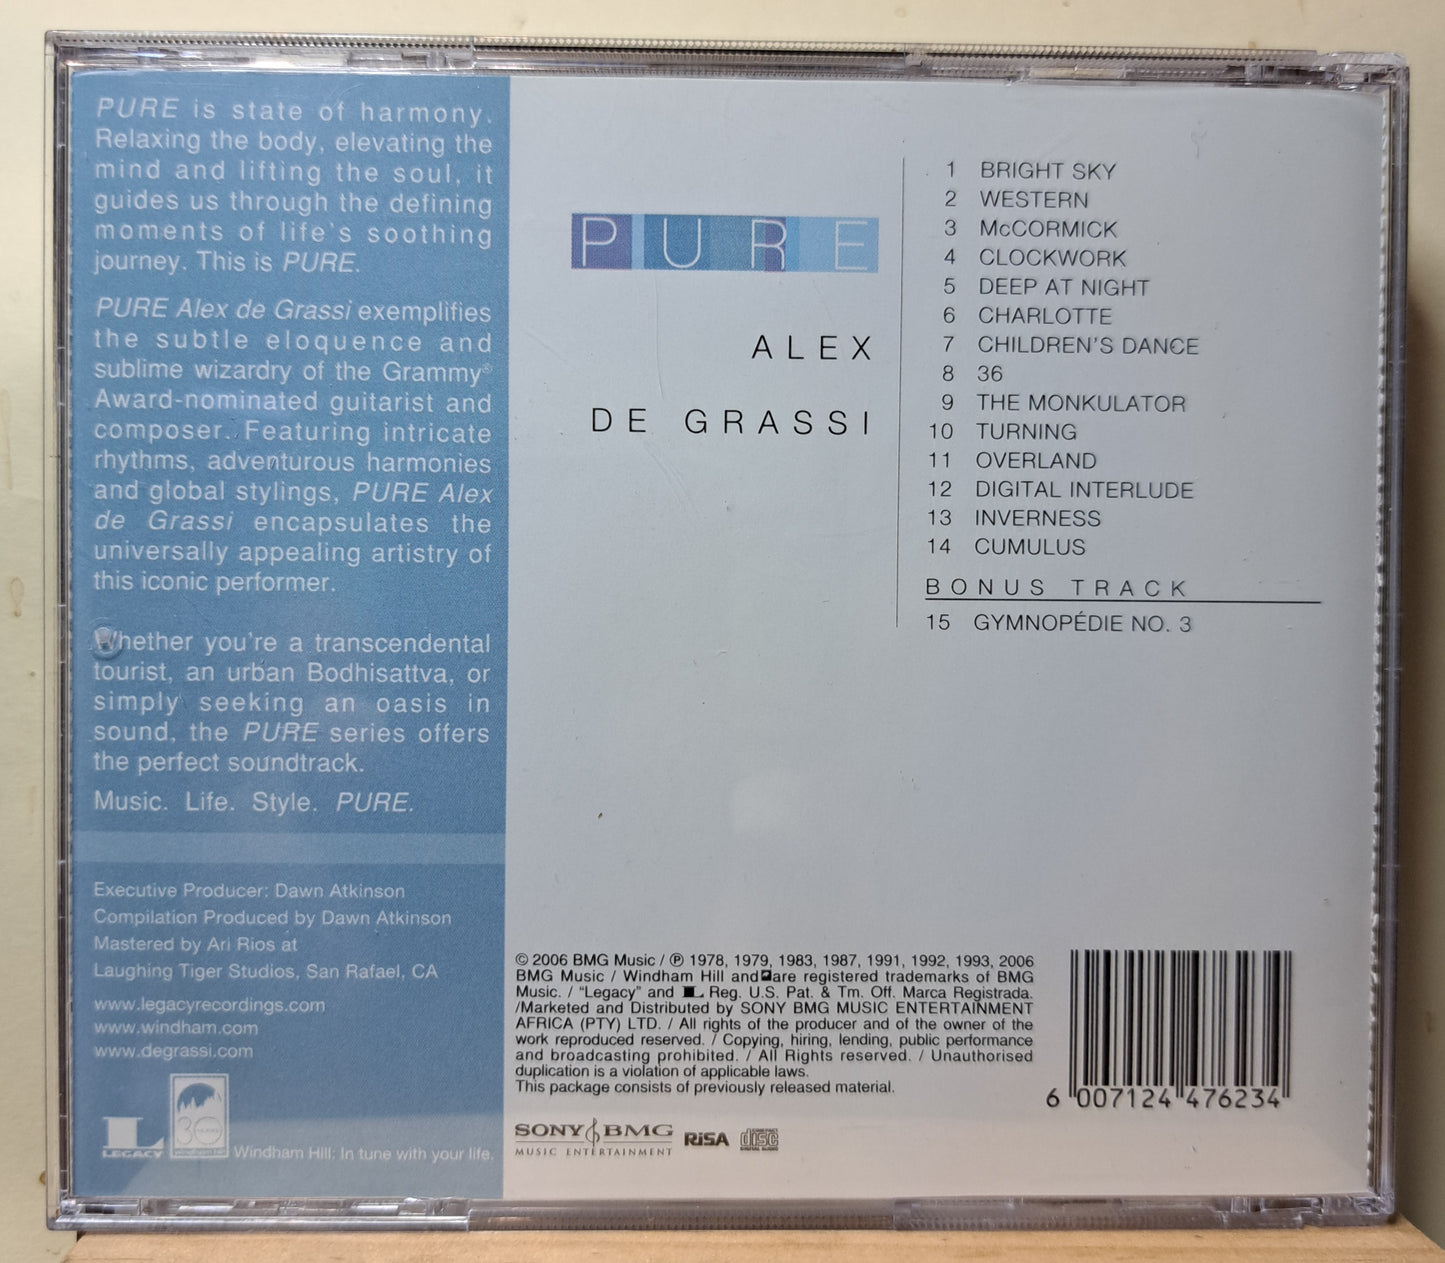 PURE is state of harmony.
Relaxing the body, elevating the
mind and lifting the soul, it
guides us through the defining
moments of life's soothing
journey. This is PURE.
PURE Alex de Grassi exemplifies
the subtle eloquence and
sublime wizardry of the Grammy®
Award-nominated guitarist and
composer. Featuring intricate
rhythms, adventurous harmonies
and global stylings, PURE Alex
de Grassi encapsulates the
universally appealing artistry of
this iconic performer.
Whether you're a transcendental
tourist, an urban Bodhisattva, or
simply seeking an oasis in
sound, the PURE series offers
the perfect soundtrack.
Music. Life. Style. PURE.
Executive Producer: Dawn Atkinson
Compilation Produced by Dawn Atkinson
Mastered by Ari Rios at
Laughing Tiger Studios, San Rafael, CA
www.legacyrecordings.com
www.windham.com
www.degrassi.com
L
LEGACY
30
Windham Hill: In tune with your life.
PURE
ALEX
DE GRASSI
1 BRIGHT SKY
2 WESTERN
3 McCORMICK
4 CLOCKWORK
5 DEEP AT NIGHT
6 CHARLOTTE
7 CHILDREN'S DANCE
8 36
9 THE MONKULATOR
10 TURNING
11 OVERLAND
12 DIGITAL INTERLUDE
13 INVERNESS
14 CUMULUS
BONUS TRACK
15 GYMNOPÉDIE NO. 3
© 2006 BMG Music / ℗ 1978, 1979, 1983, 1987, 1991, 1992, 1993, 2006
BMG Music / Windham Hill and are registered trademarks of BMG
Music. / "Legacy" and L Reg. U.S. Pat. & Tm. Off. Marca Registrada.
/Marketed and Distributed by SONY BMG MUSIC ENTERTAINMENT
AFRICA (PTY) LTD. / All rights of the producer and of the owner of the
work reproduced reserved. / Copying, hiring, lending, public performance
and broadcasting prohibited. / All Rights reserved. / Unauthorised
duplication is a violation of applicable laws.
This package consists of previously released material.
SONY BMG
MUSIC ENTERTAINMENT
RiSA
COMPACT
disc
DIGITAL AUDIO
6 007124 476234